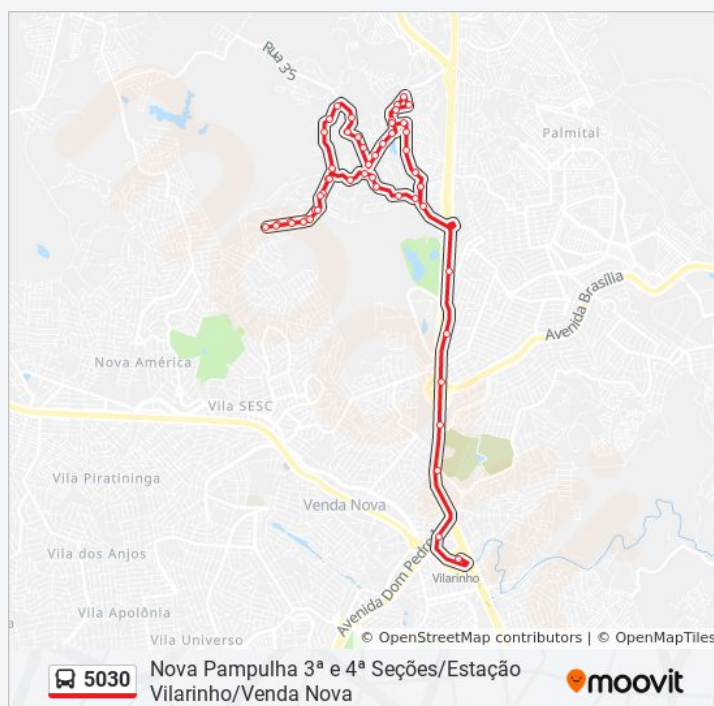 Rua 35
Palmital
Avenida Brasília
Nova América
Vila SESC
Vila Piratininga
Venda Nova
Vila dos Anjos
Avenida Dom Pedro I
Vilarinho
Vila Apolônia
Vila Universo
© OpenStreetMap contributors | © OpenMapTiles
5030
Nova Pampulha 3ª e 4ª Seções/Estação
Vilarinho/Venda Nova
moovit